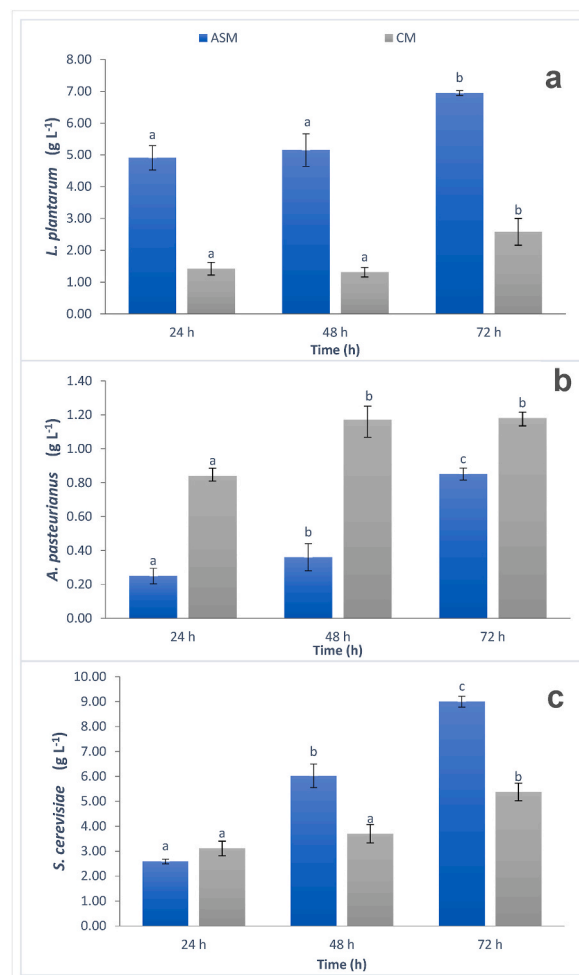 ASM CM
a
8.00
7.00
6.00
5.00
4.00
3.00
2.00
1.00
0.00
L. plantarum (g L-1)
a a b
a a b
24 h 48 h 72 h
Time (h)
b
1.40
1.20
1.00
0.80
0.60
0.40
0.20
0.00
A. pasteurianus (g L-1)
a a b b c b
24 h 48 h 72 h
Time (h)
c
10.00
9.00
8.00
7.00
6.00
5.00
4.00
3.00
2.00
1.00
0.00
S. cerevisiae (g L-1)
a a b a c b
24 h 48 h 72 h
Time (h)